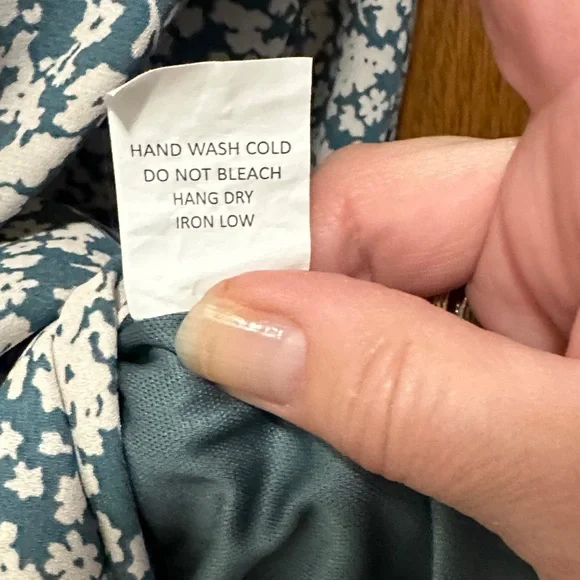 HAND WASH COLD
DO NOT BLEACH
HANG DRY
IRON LOW